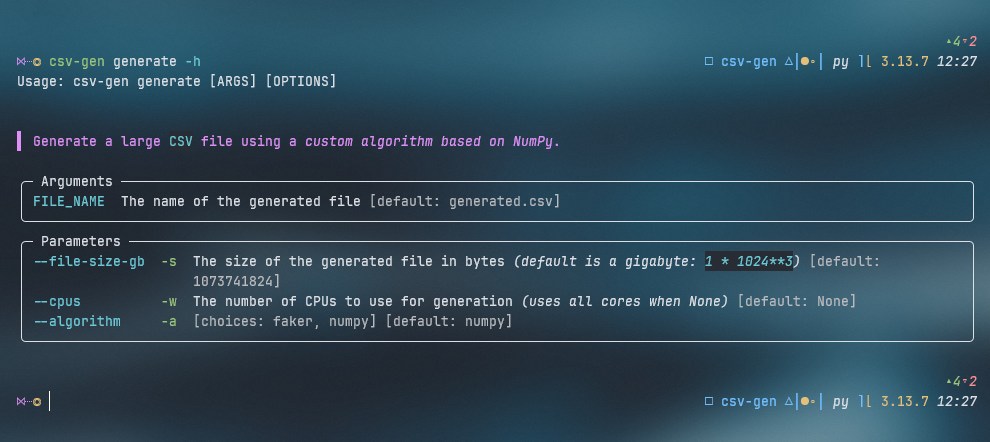 ▴4▾2
⋈┈◎ csv-gen generate -h □ csv-gen △|●∘| py ]⁅ 3.13.7 12:27
Usage: csv-gen generate [ARGS] [OPTIONS]
Generate a large CSV file using a custom algorithm based on NumPy.
Arguments
FILE_NAME The name of the generated file [default: generated.csv]
Parameters
--file-size-gb -s The size of the generated file in bytes (default is a gigabyte: 1 * 1024**3) [default:
1073741824]
--cpus -w The number of CPUs to use for generation (uses all cores when None) [default: None]
--algorithm -a [choices: faker, numpy] [default: numpy]
▴4▾2
⋈┈◎ □ csv-gen △|●∘| py ]⁅ 3.13.7 12:27